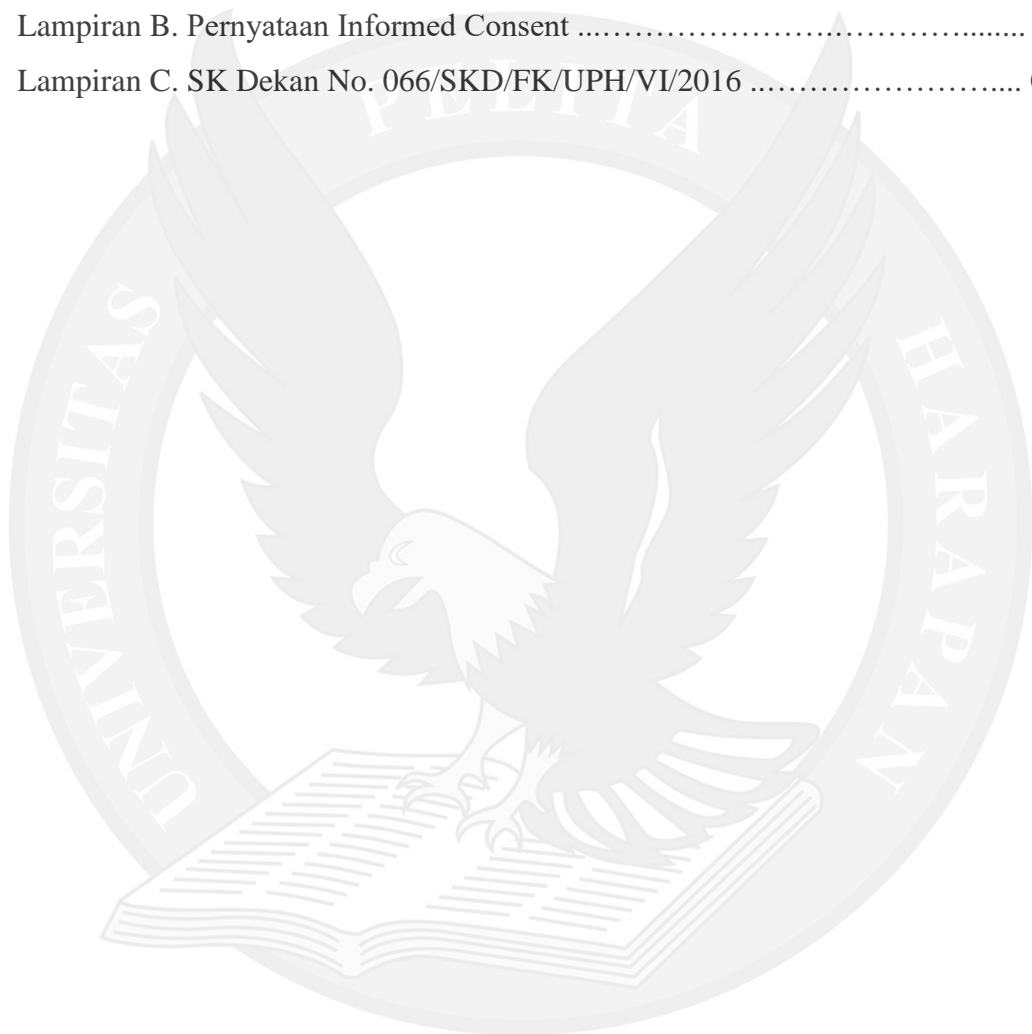 Lampiran B. Pernyataan Informed Consent ...…………………………………........
Lampiran C. SK Dekan No. 066/SKD/FK/UPH/VI/2016 ..…………………....
UNIVERSITAS PELITA HARAPAN